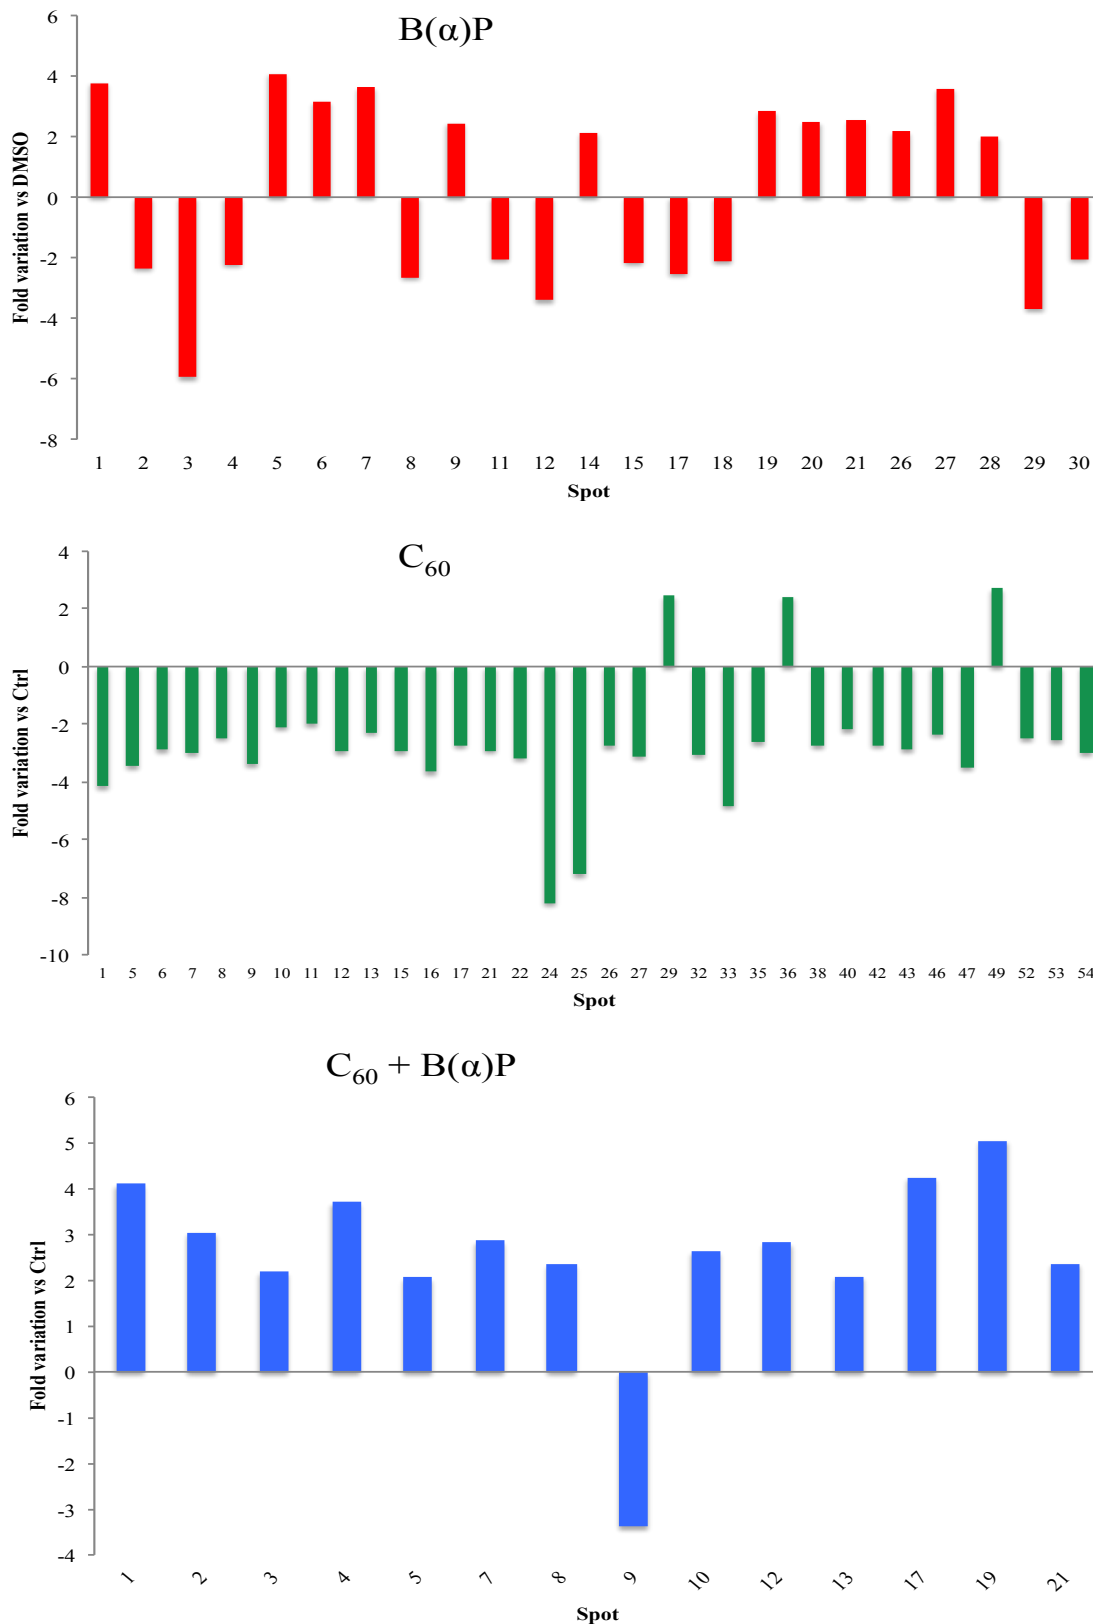 B(α)P
Fold variation vs DMSO
6
4
2
0
-2
-4
-6
-8
1 2 3 4 5 6 7 8 9 11 12 14 15 17 18 19 20 21 26 27 28 29 30
Spot
C60
Fold variation vs Ctrl
4
2
0
-2
-4
-6
-8
-10
1 5 6 7 8 9 10 11 12 13 15 16 17 21 22 24 25 26 27 29 32 33 35 36 38 40 42 43 46 47 49 52 53 54
Spot
C60 + B(α)P
Fold variation vs Ctrl
6
5
4
3
2
1
0
-1
-2
-3
-4
1 2 3 4 5 7 8 9 10 12 13 17 19 21
Spot